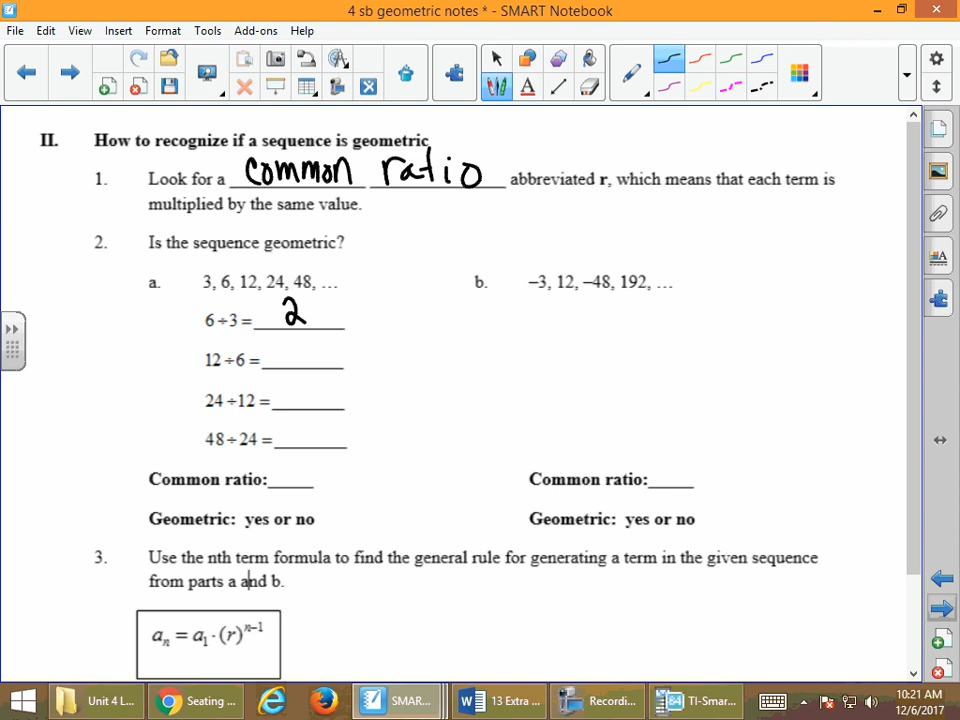 4 sb geometric notes * - SMART Notebook
File Edit View Insert Format Tools Add-ons Help
II. How to recognize if a sequence is geometric
1. Look for a common ratio abbreviated r, which means that each term is
multiplied by the same value.
2. Is the sequence geometric?
a. 3, 6, 12, 24, 48, … b. –3, 12, –48, 192, …
6 ÷ 3 = 2
12 ÷ 6 =
24 ÷ 12 =
48 ÷ 24 =
Common ratio: Common ratio:
Geometric: yes or no Geometric: yes or no
3. Use the nth term formula to find the general rule for generating a term in the given sequence
from parts a and b.
aₙ = a₁ · (r)ⁿ⁻¹
Unit 4 L... Seating ... SMAR... 13 Extra ... Recordi... TI-Smar... 10:21 AM
12/6/2017